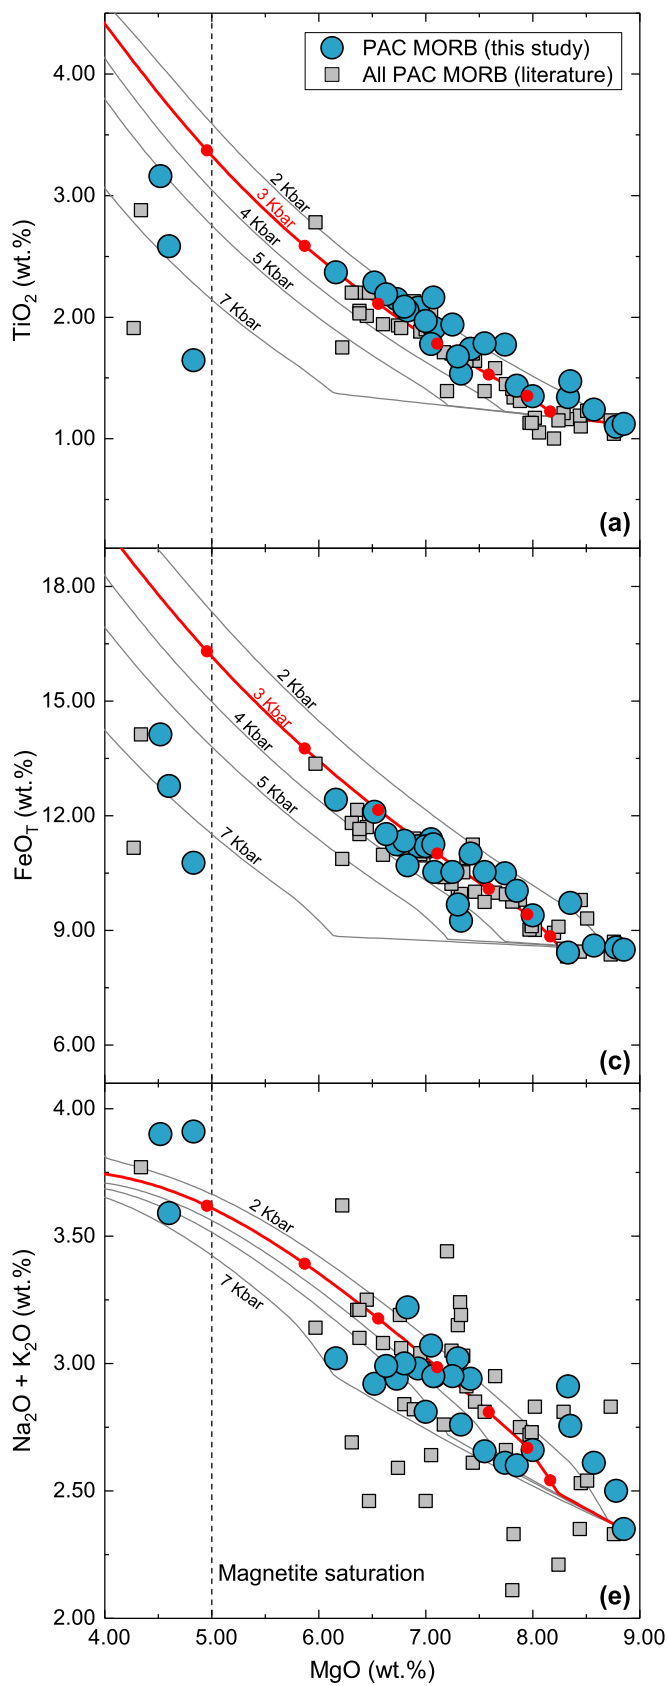 PAC MORB (this study)
All PAC MORB (literature)
4.00
3.00
2.00
1.00
TiO₂ (wt.%)
2 Kbar
3 Kbar
4 Kbar
5 Kbar
7 Kbar
(a)
18.00
15.00
12.00
9.00
6.00
FeO_T (wt.%)
2 Kbar
3 Kbar
4 Kbar
5 Kbar
7 Kbar
(c)
4.00
3.50
3.00
2.50
2.00
Na₂O + K₂O (wt.%)
2 Kbar
7 Kbar
Magnetite saturation
(e)
4.00 5.00 6.00 7.00 8.00 9.00
MgO (wt.%)